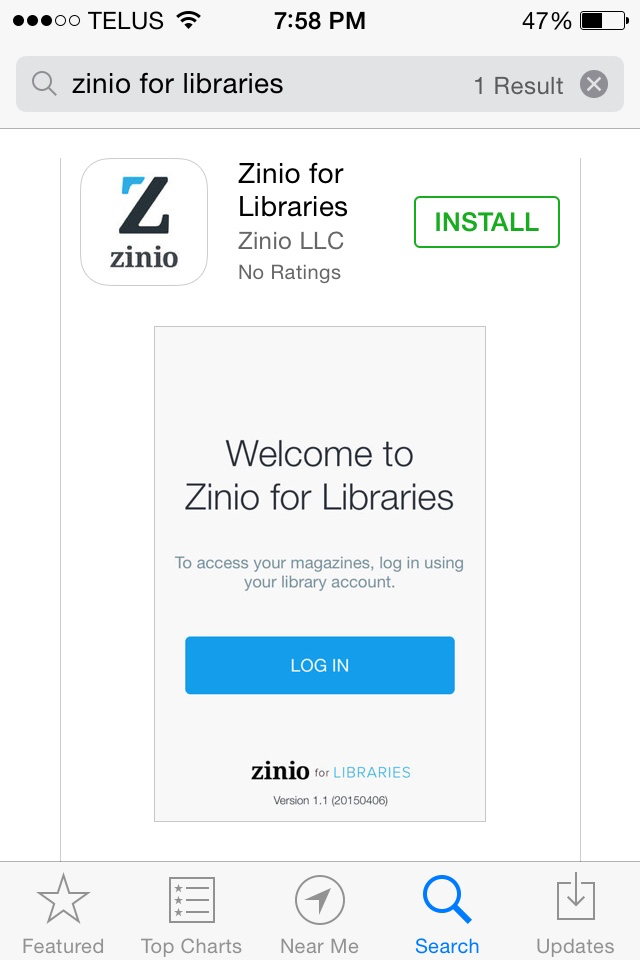 TELUS 7:58 PM 47%
zinio for libraries 1 Result
Z
zinio
Zinio for
Libraries
Zinio LLC
No Ratings
INSTALL
Welcome to
Zinio for Libraries
To access your magazines, log in using
your library account.
LOG IN
zinio for LIBRARIES
Version 1.1 (20150406)
Featured Top Charts Near Me Search Updates